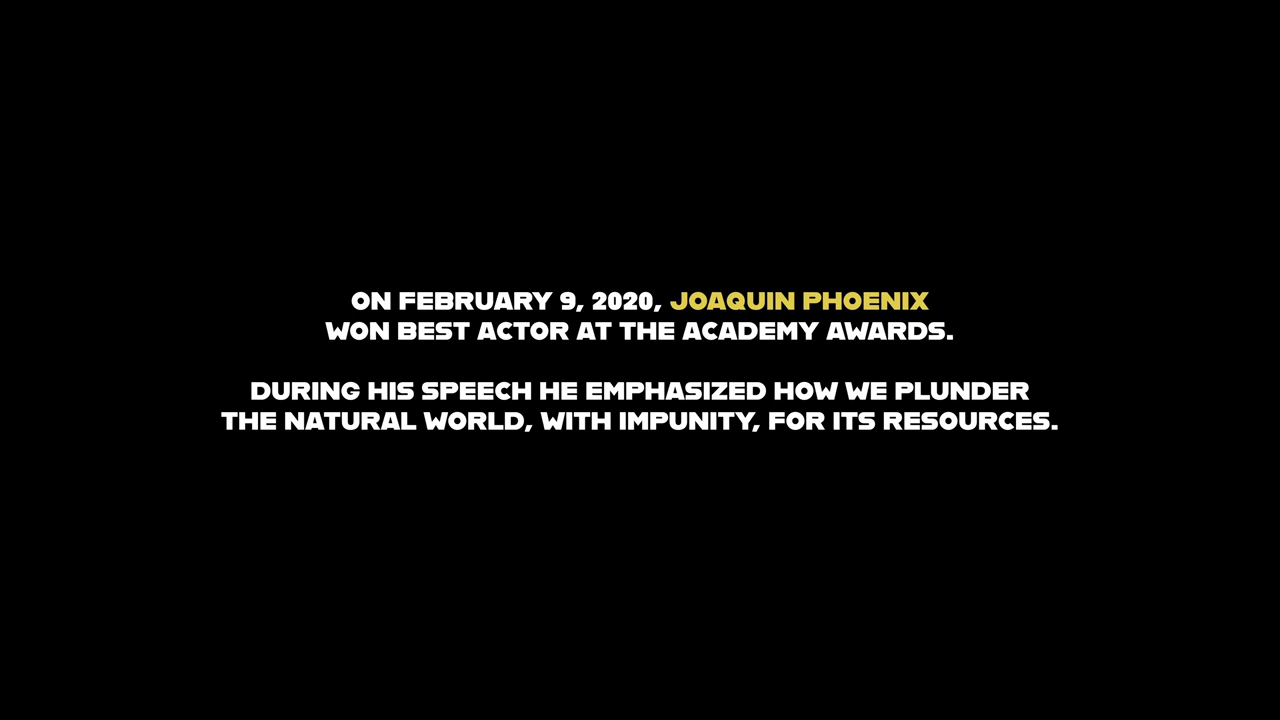 ON FEBRUARY 9, 2020, JOAQUIN PHOENIX
WON BEST ACTOR AT THE ACADEMY AWARDS.
DURING HIS SPEECH HE EMPHASIZED HOW WE PLUNDER
THE NATURAL WORLD, WITH IMPUNITY, FOR ITS RESOURCES.